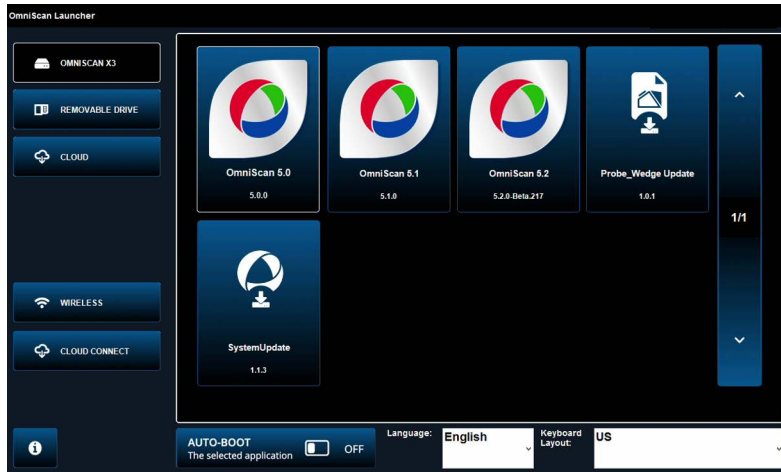 OmniScan Launcher
OMNISCAN X3
REMOVABLE DRIVE
CLOUD
WIRELESS
CLOUD CONNECT
OmniScan 5.0
5.0.0
OmniScan 5.1
5.1.0
OmniScan 5.2
5.2.0-Beta.217
Probe_Wedge Update
1.0.1
SystemUpdate
1.1.3
1/1
AUTO-BOOT
The selected application
OFF
Language:
English
Keyboard
Layout:
US